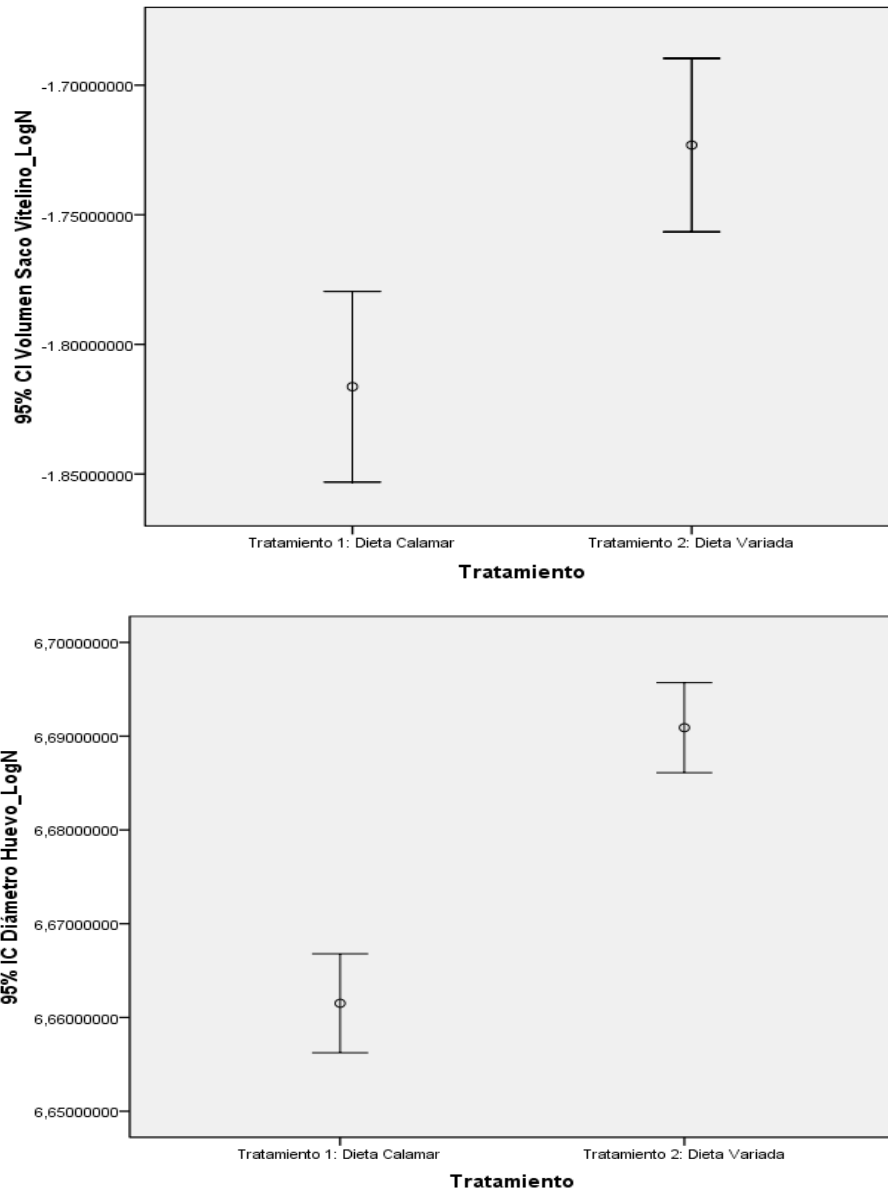 95% CI Volumen Saco Vitelino_LogN
-1.70000000
-1.75000000
-1.80000000
-1.85000000
Tratamiento 1: Dieta Calamar
Tratamiento 2: Dieta Variada
Tratamiento
95% IC Diámetro Huevo_LogN
6,70000000
6,69000000
6,68000000
6,67000000
6,66000000
6,65000000
Tratamiento 1: Dieta Calamar
Tratamiento 2: Dieta Variada
Tratamiento